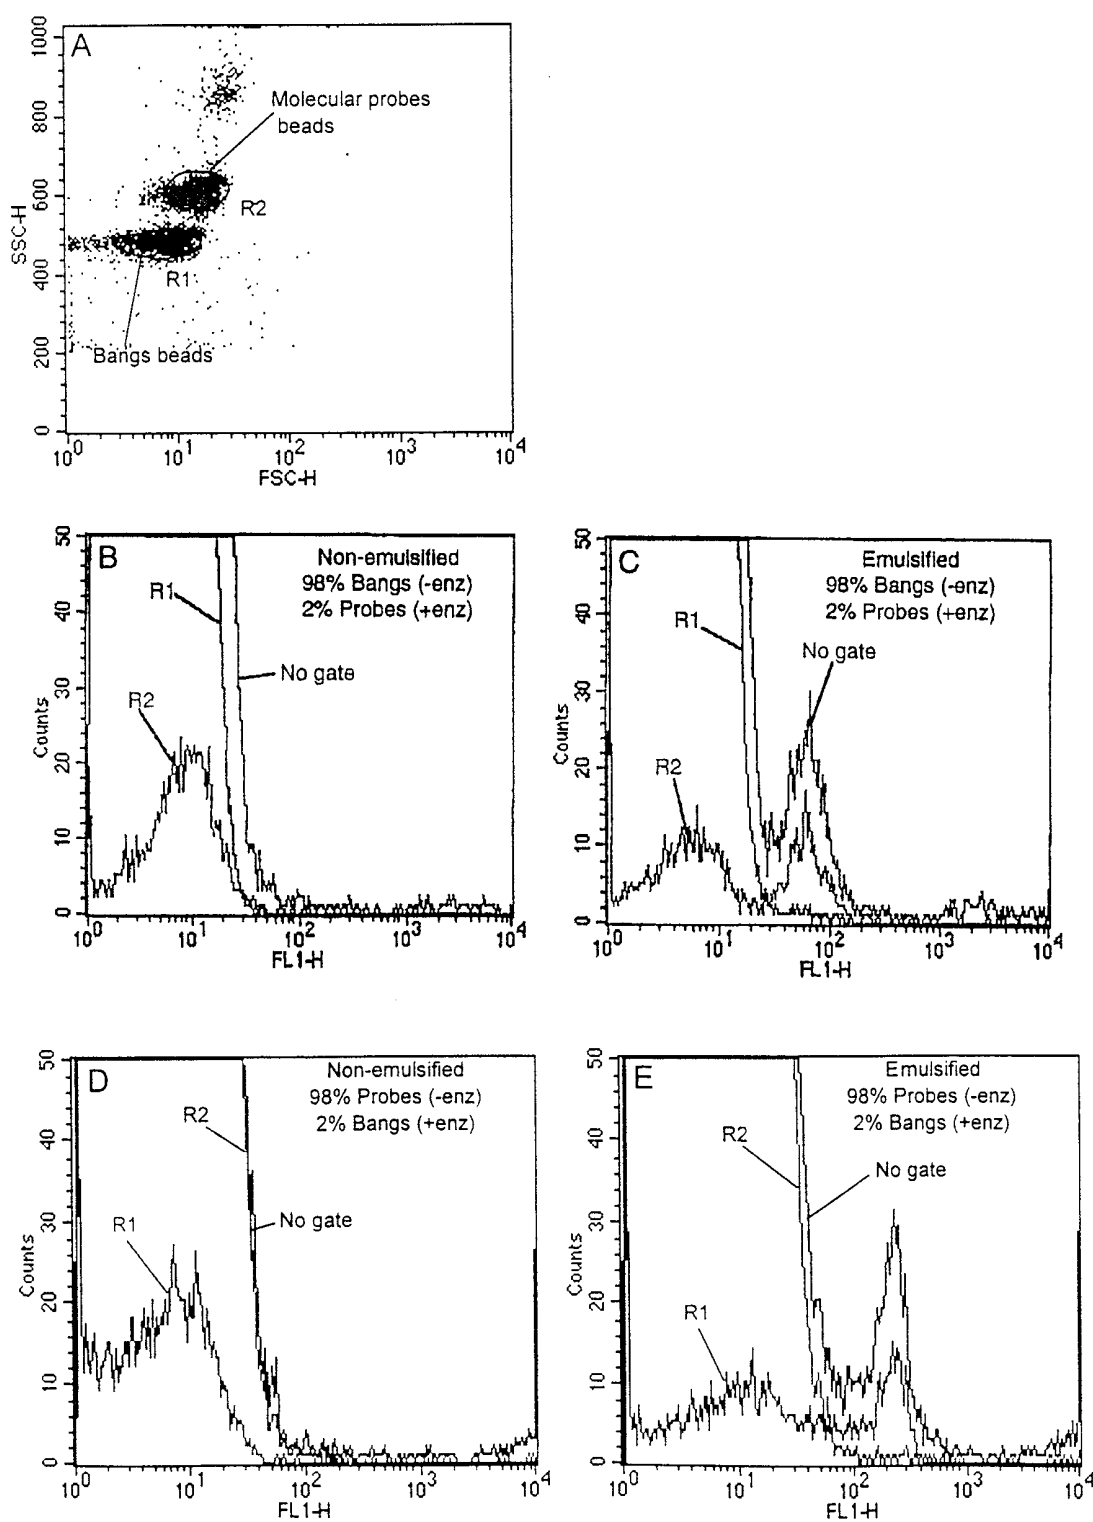 A
1000
800
600
400
200
0
SSC-H
Molecular probes
beads
R2
R1
Bangs beads
10^0 10^1 10^2 10^3 10^4
FSC-H
B
50
40
30
20
10
0
Counts
Non-emulsified
98% Bangs (-enz)
2% Probes (+enz)
R1
No gate
R2
10^0 10^1 10^2 10^3 10^4
FL1-H
C
50
40
30
20
10
0
Counts
Emulsified
98% Bangs (-enz)
2% Probes (+enz)
R1
No gate
R2
10^0 10^1 10^2 10^3 10^4
FL1-H
D
50
40
30
20
10
0
Counts
Non-emulsified
98% Probes (-enz)
2% Bangs (+enz)
R2
R1
No gate
10^0 10^1 10^2 10^3 10^4
FL1-H
E
50
40
30
20
10
0
Counts
Emulsified
98% Probes (-enz)
2% Bangs (+enz)
R2
No gate
R1
10^0 10^1 10^2 10^3 10^4
FL1-H